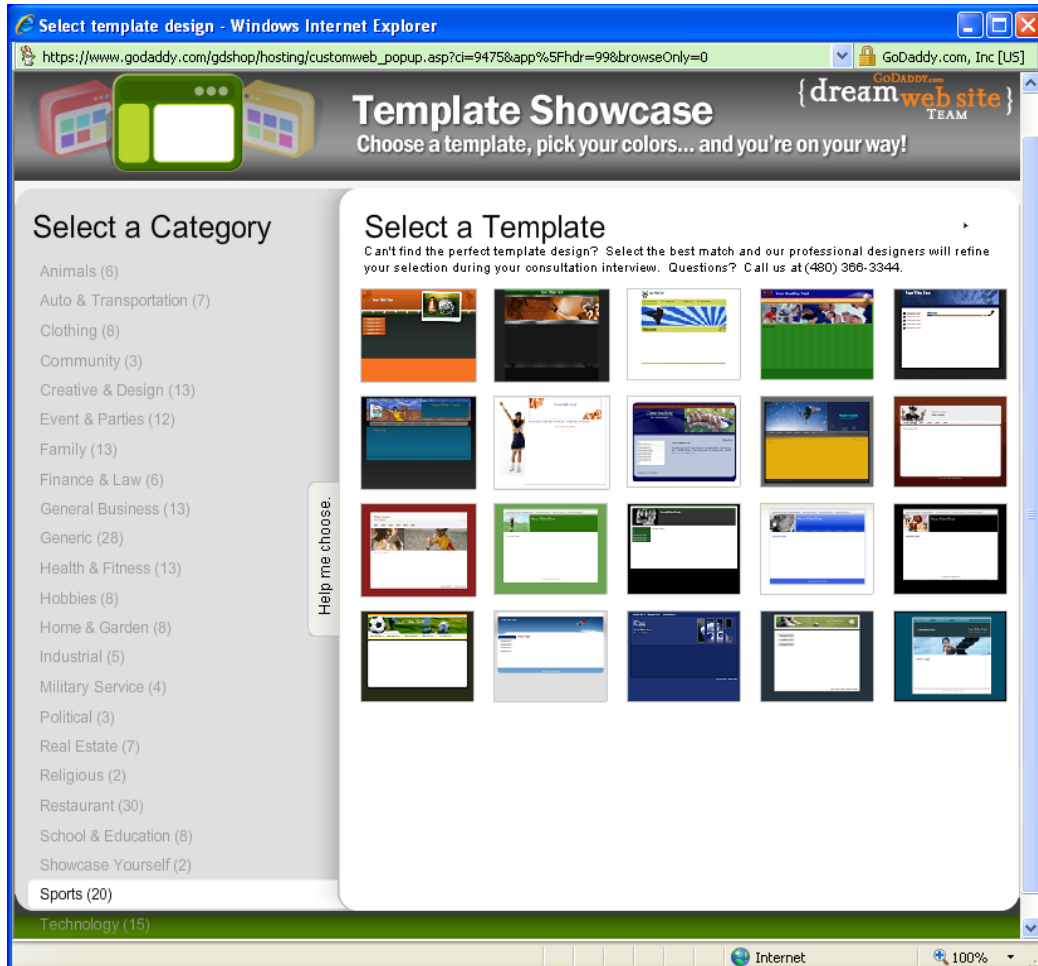 Select template design - Windows Internet Explorer
https://www.godaddy.com/gdshop/hosting/customweb_popup.asp?ci=9475&app%5Fhdr=99&browseOnly=0
GoDaddy.com, Inc [US]
Template Showcase
Choose a template, pick your colors... and you're on your way!
GODADDY.com
{dream web site}
TEAM
Select a Category
Animals (6)
Auto & Transportation (7)
Clothing (8)
Community (3)
Creative & Design (13)
Event & Parties (12)
Family (13)
Finance & Law (6)
General Business (13)
Generic (28)
Health & Fitness (13)
Hobbies (8)
Home & Garden (8)
Industrial (5)
Military Service (4)
Political (3)
Real Estate (7)
Religious (2)
Restaurant (30)
School & Education (8)
Showcase Yourself (2)
Sports (20)
Technology (15)
Help me choose.
Select a Template
Can't find the perfect template design? Select the best match and our professional designers will refine
your selection during your consultation interview. Questions? Call us at (480) 366-3344.
Internet
100%